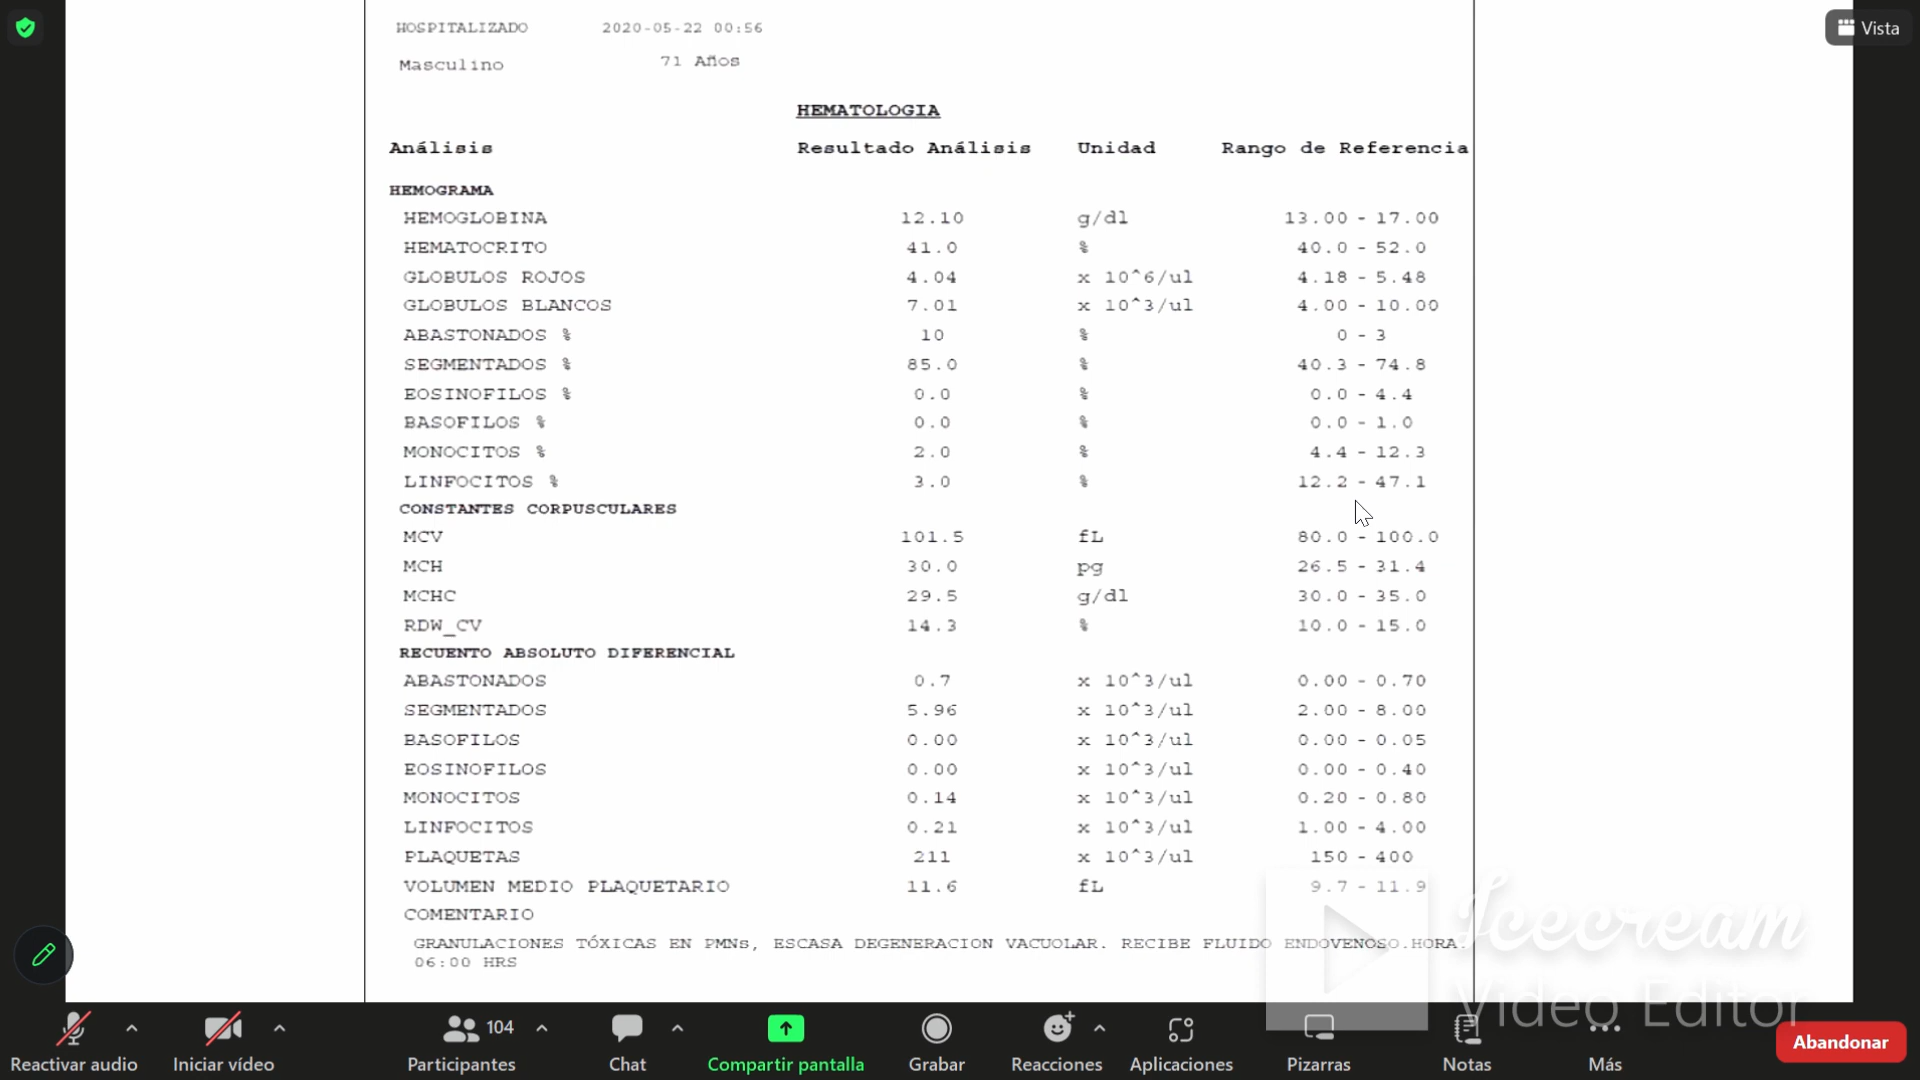 Vista
HOSPITALIZADO 2020-05-22 00:56
Masculino 71 Años
HEMATOLOGIA
Análisis Resultado Análisis Unidad Rango de Referencia
HEMOGRAMA
HEMOGLOBINA 12.10 g/dl 13.00 - 17.00
HEMATOCRITO 41.0 % 40.0 - 52.0
GLOBULOS ROJOS 4.04 x 10^6/ul 4.18 - 5.48
GLOBULOS BLANCOS 7.01 x 10^3/ul 4.00 - 10.00
ABASTONADOS % 10 % 0 - 3
SEGMENTADOS % 85.0 % 40.3 - 74.8
EOSINOFILOS % 0.0 % 0.0 - 4.4
BASOFILOS % 0.0 % 0.0 - 1.0
MONOCITOS % 2.0 % 4.4 - 12.3
LINFOCITOS % 3.0 % 12.2 - 47.1
CONSTANTES CORPUSCULARES
MCV 101.5 fL 80.0 - 100.0
MCH 30.0 pg 26.5 - 31.4
MCHC 29.5 g/dl 30.0 - 35.0
RDW_CV 14.3 % 10.0 - 15.0
RECUENTO ABSOLUTO DIFERENCIAL
ABASTONADOS 0.7 x 10^3/ul 0.00 - 0.70
SEGMENTADOS 5.96 x 10^3/ul 2.00 - 8.00
BASOFILOS 0.00 x 10^3/ul 0.00 - 0.05
EOSINOFILOS 0.00 x 10^3/ul 0.00 - 0.40
MONOCITOS 0.14 x 10^3/ul 0.20 - 0.80
LINFOCITOS 0.21 x 10^3/ul 1.00 - 4.00
PLAQUETAS 211 x 10^3/ul 150 - 400
VOLUMEN MEDIO PLAQUETARIO 11.6 fL 9.7 - 11.9
COMENTARIO
GRANULACIONES TÓXICAS EN PMNs, ESCASA DEGENERACION VACUOLAR. RECIBE FLUIDO ENDOVENOSO.HORA:
06:00 HRS
Icecream
Video Editor
104
Reactivar audio Iniciar vídeo Participantes Chat Compartir pantalla Grabar Reacciones Aplicaciones Pizarras Notas Más Abandonar